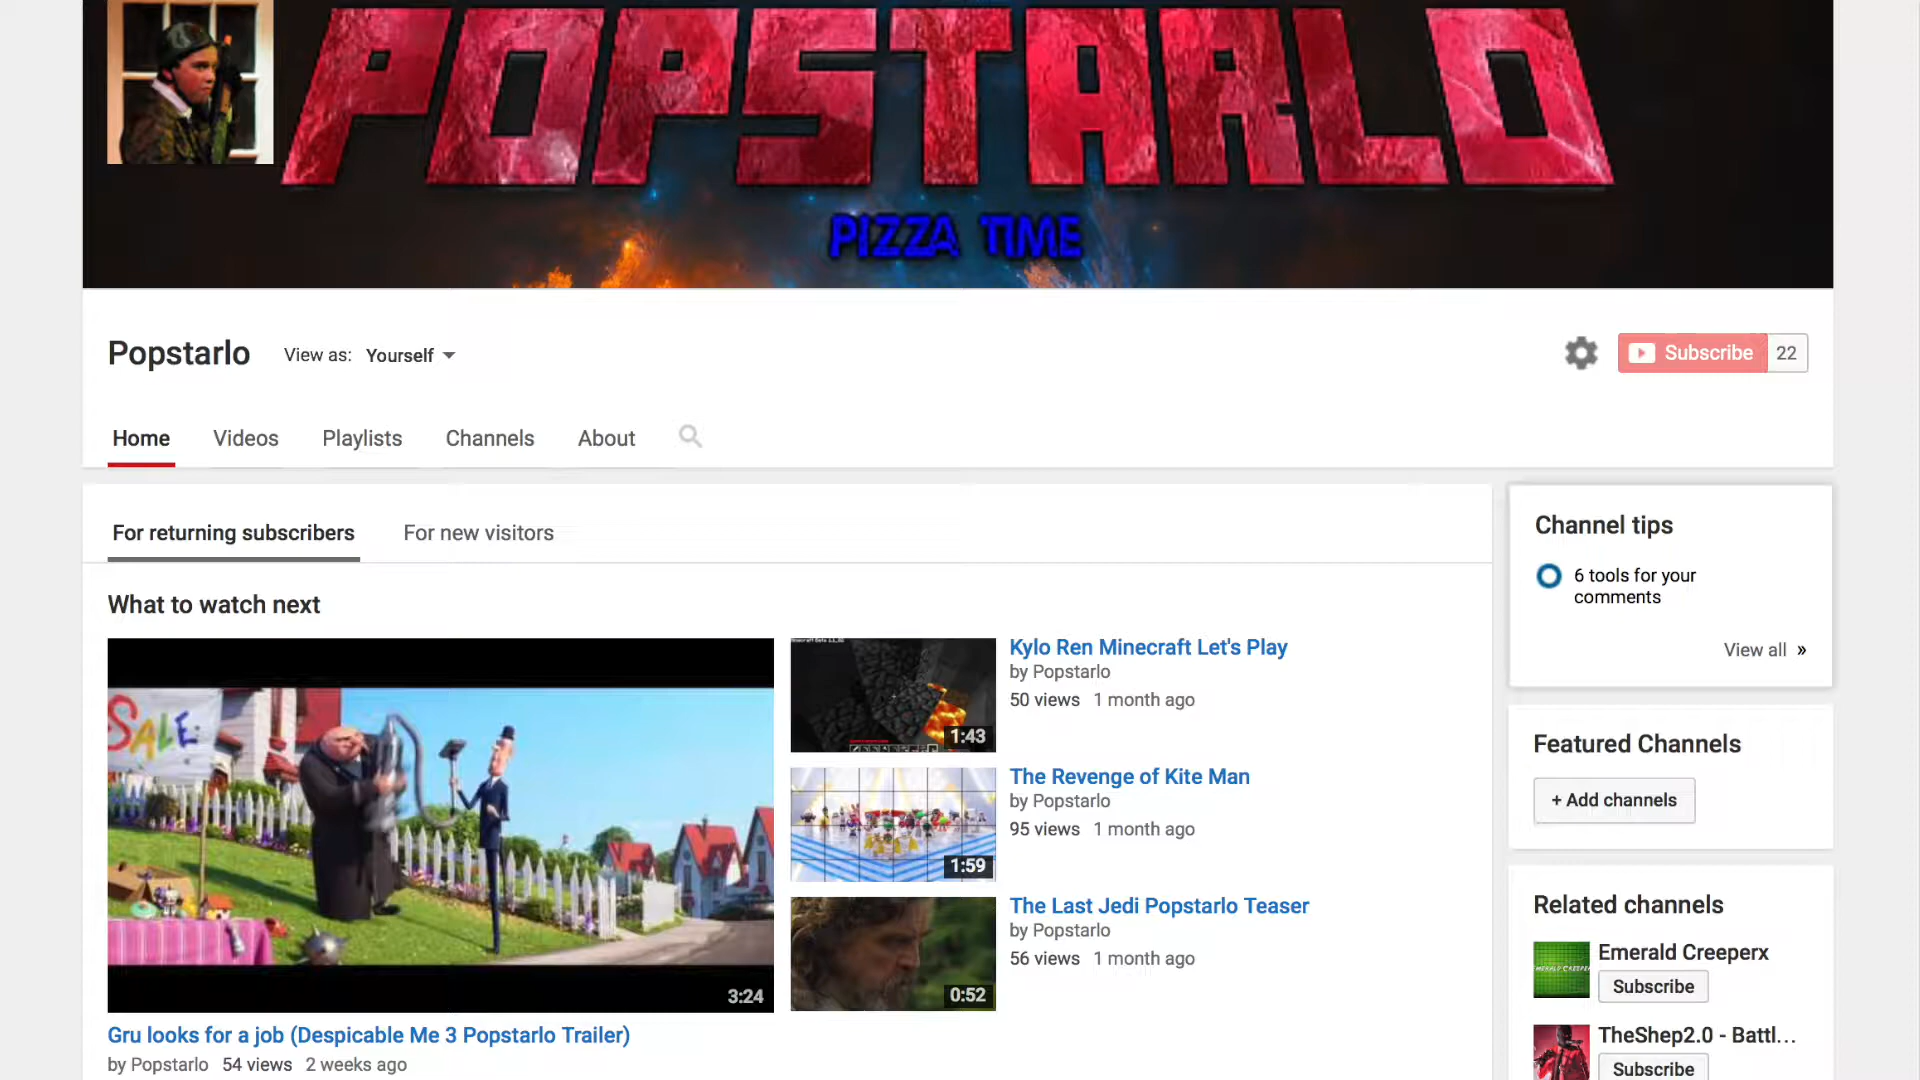 POPSTARLO
PIZZA TIME
Popstarlo View as: Yourself
Subscribe 22
Home Videos Playlists Channels About
For returning subscribers For new visitors
What to watch next
SALE
3:24
Gru looks for a job (Despicable Me 3 Popstarlo Trailer)
by Popstarlo 54 views 2 weeks ago
1:43
Kylo Ren Minecraft Let's Play
by Popstarlo
50 views 1 month ago
1:59
The Revenge of Kite Man
by Popstarlo
95 views 1 month ago
0:52
The Last Jedi Popstarlo Teaser
by Popstarlo
56 views 1 month ago
Channel tips
6 tools for your
comments
View all »
Featured Channels
+ Add channels
Related channels
Emerald Creeperx
Subscribe
TheShep2.0 - Battl...
Subscribe